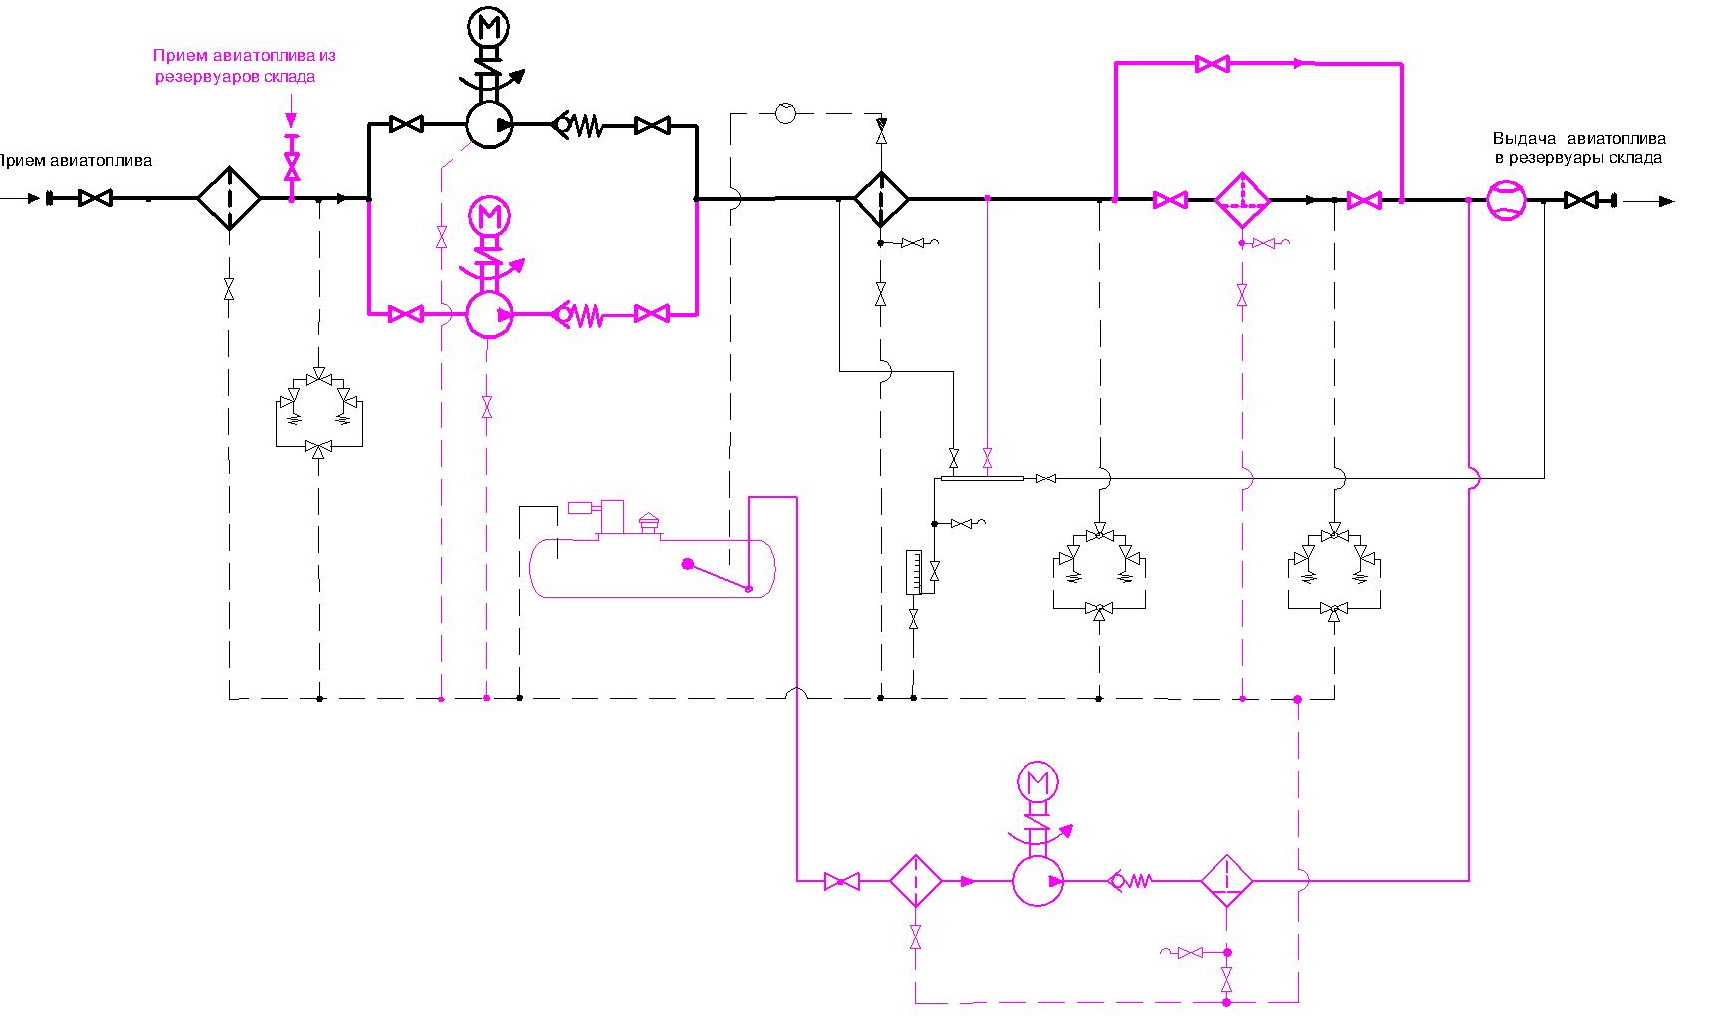 Прием авиатоплива из
резервуаров склада
Прием авиатоплива
Выдача авиатоплива
в резервуары склада
M
M
M